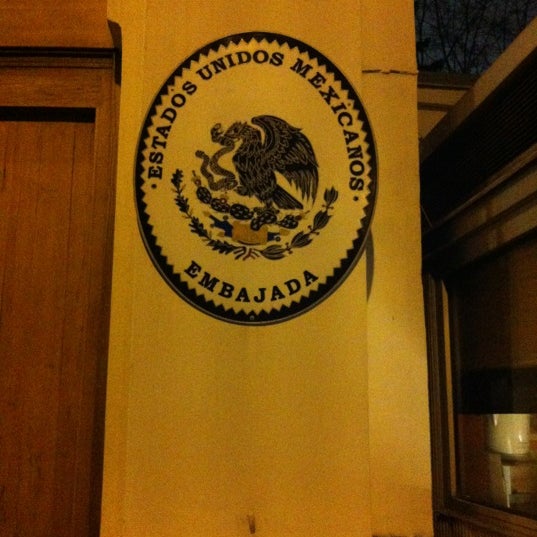 · ESTADOS UNIDOS MEXICANOS ·
EMBAJADA